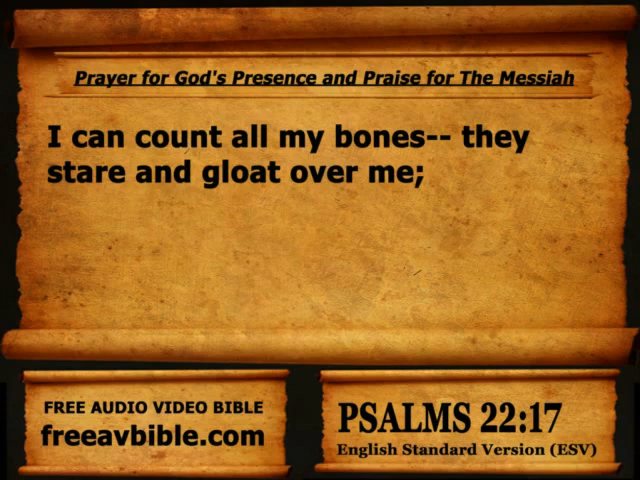 Prayer for God's Presence and Praise for The Messiah
I can count all my bones-- they
stare and gloat over me;
FREE AUDIO VIDEO BIBLE
freeavbible.com
PSALMS 22:17
English Standard Version (ESV)